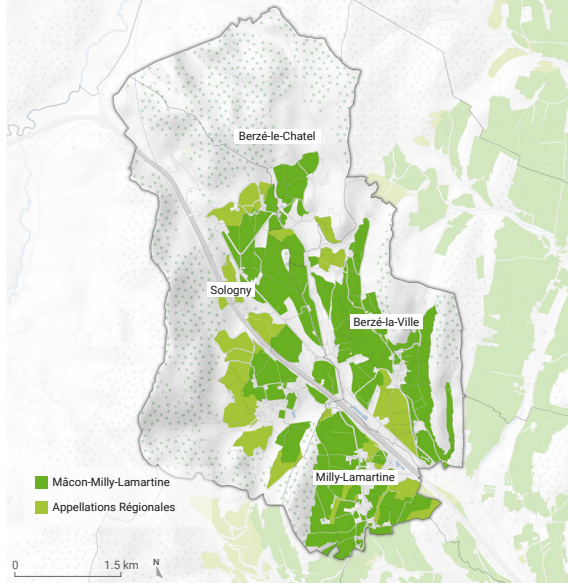 Berzé-le-Chatel
Sologny
Berzé-la-Ville
Milly-Lamartine
Mâcon-Milly-Lamartine
Appellations Régionales
0 1.5 km N